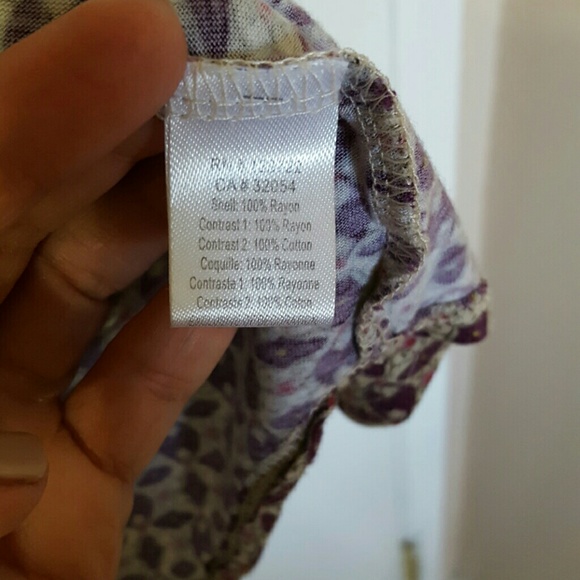 CA # 32054
Shell: 100% Rayon
Contrast 1: 100% Rayon
Contrast 2: 100% Cotton
Coquille: 100% Rayonne
Contraste 1: 100% Rayonne
Contraste 2: 100% Coton